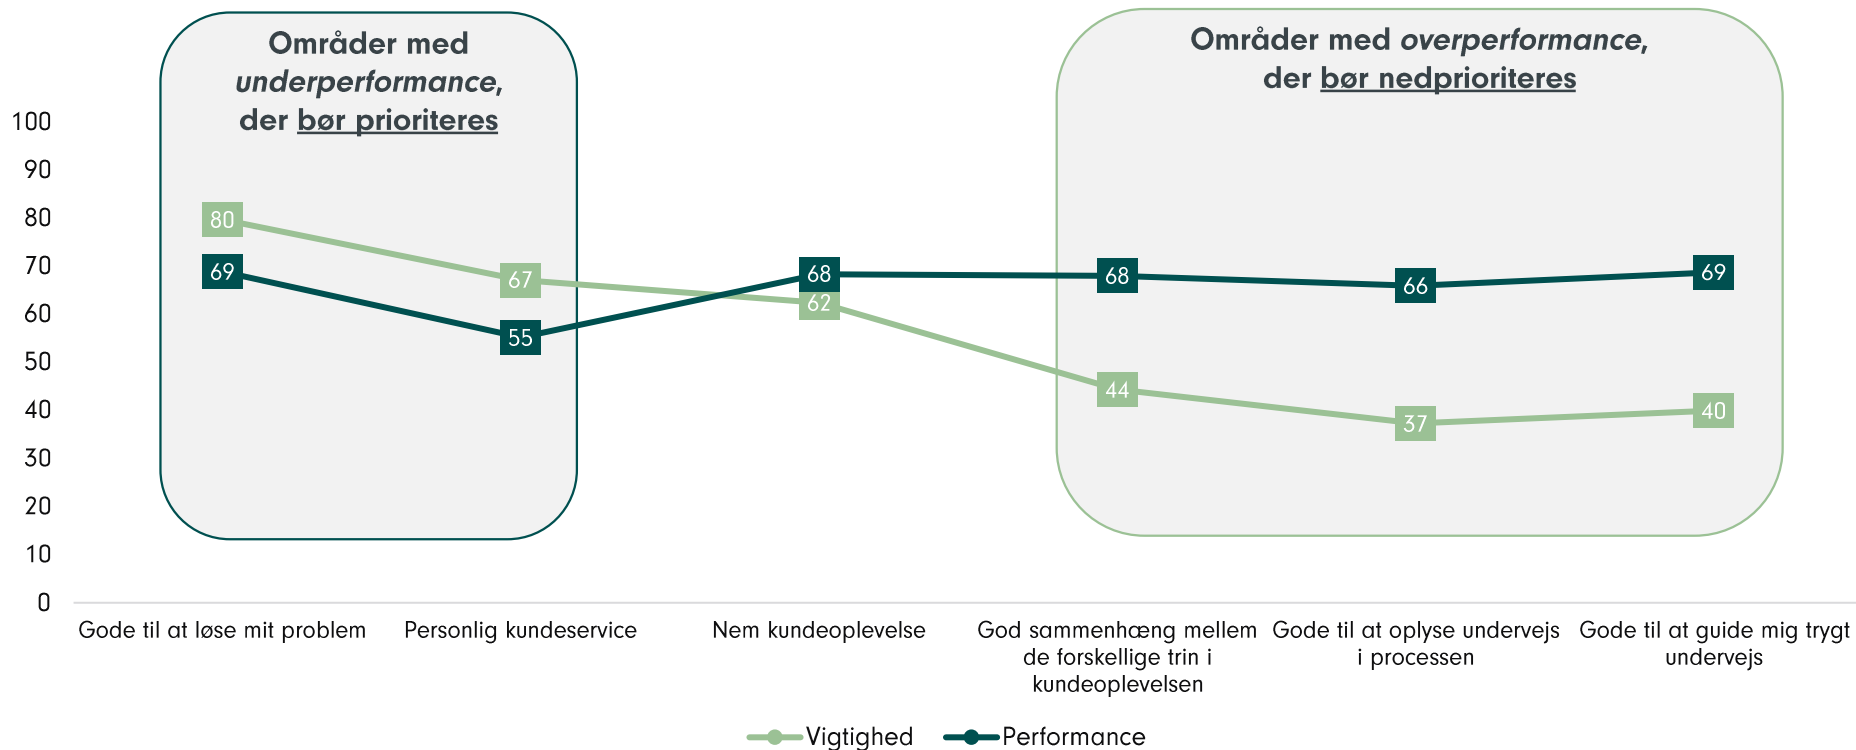 Områder med
underperformance,
der bør prioriteres
Områder med overperformance,
der bør nedprioriteres
100
90
80
70
60
50
40
30
20
10
0
80
67
62
44
37
40
69
55
68
68
66
69
Gode til at løse mit problem
Personlig kundeservice
Nem kundeoplevelse
God sammenhæng mellem
de forskellige trin i
kundeoplevelsen
Gode til at oplyse undervejs
i processen
Gode til at guide mig trygt
undervejs
Vigtighed
Performance